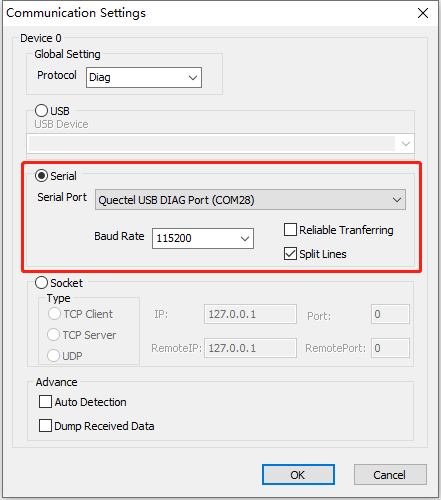 Communication Settings
Device 0
Global Setting
Protocol Diag
USB
USB Device
Serial
Serial Port Quectel USB DIAG Port (COM28)
Baud Rate 115200 Reliable Tranferring
Split Lines
Socket
Type
TCP Client IP: 127.0.0.1 Port: 0
TCP Server
UDP RemoteIP: 127.0.0.1 RemotePort: 0
Advance
Auto Detection
Dump Received Data
OK Cancel